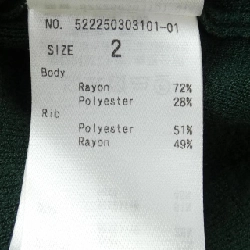 NO. 522250303101-01
SIZE 2
Body
Rayon 72%
Polyester 28%
Rib
Polyester 51%
Rayon 49%